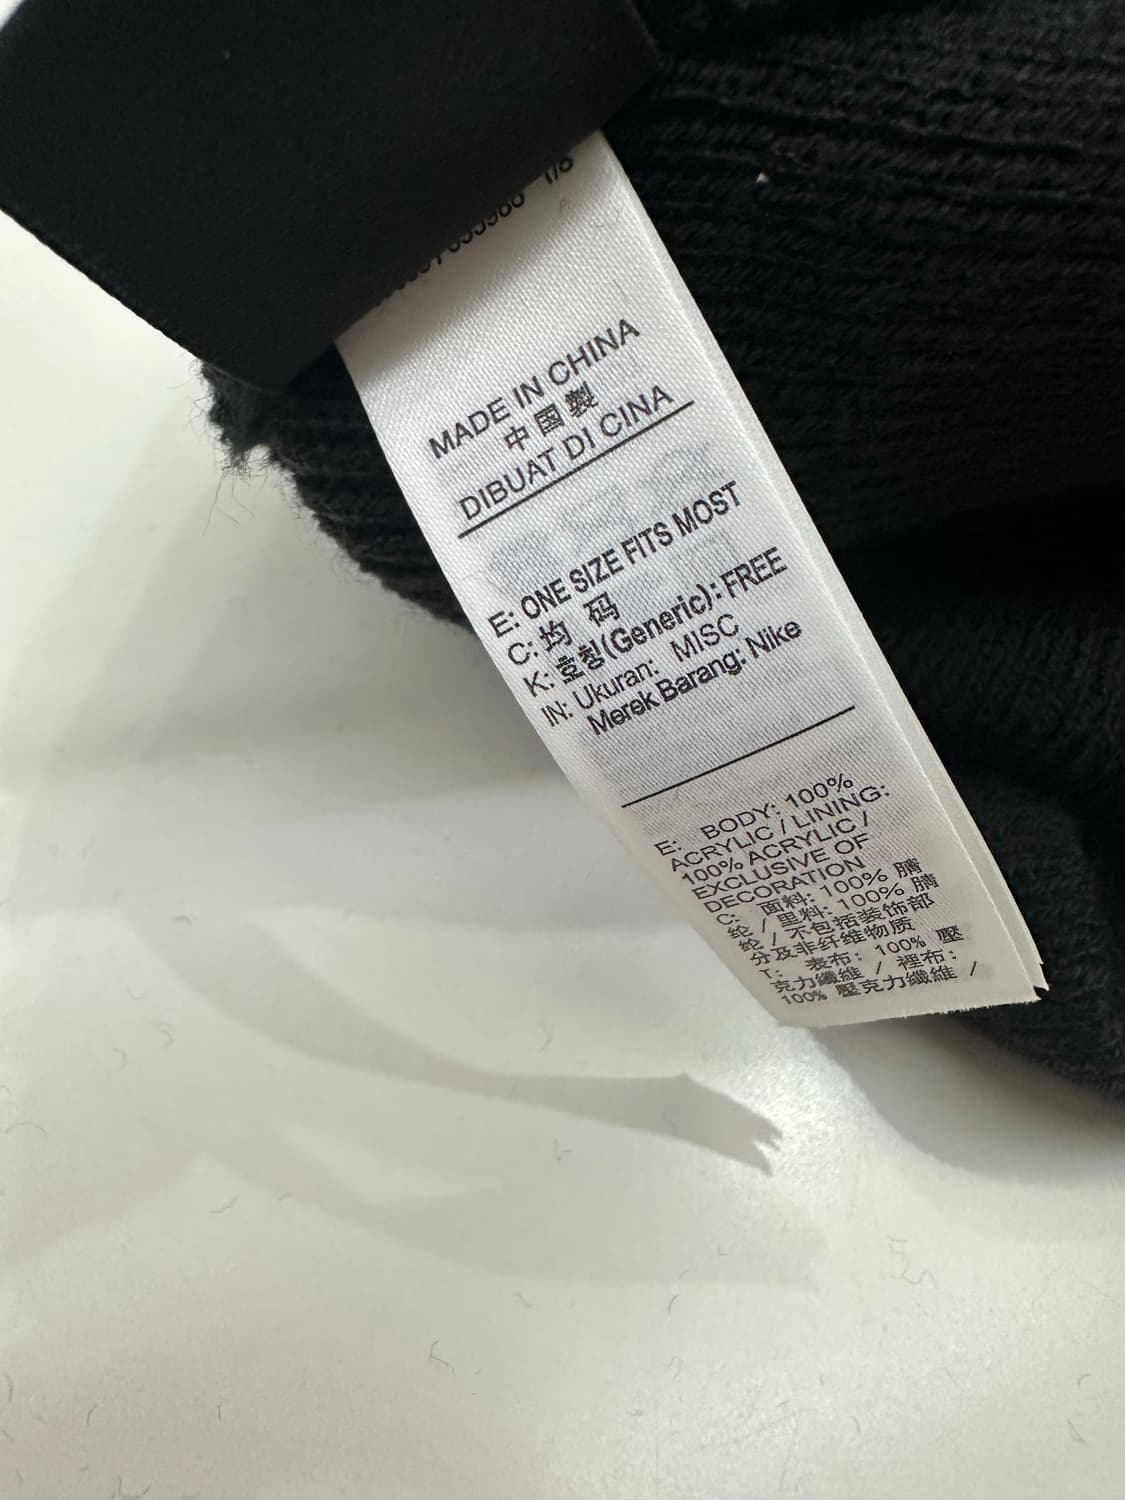 1/8
MADE IN CHINA
中國製
DIBUAT DI CINA
E: ONE SIZE FITS MOST
C: 均 码
K: 호칭(Generic): FREE
IN: Ukuran: MISC
Merek Barang: Nike
E: BODY: 100%
ACRYLIC / LINING:
100% ACRYLIC /
EXCLUSIVE OF
DECORATION
C: 面料: 100% 腈
纶 / 里料: 100% 腈
纶 / 不包括装饰部
分及非纤维物质
T: 表布: 100% 壓
克力纖維 / 裡布:
100% 壓克力纖維 /